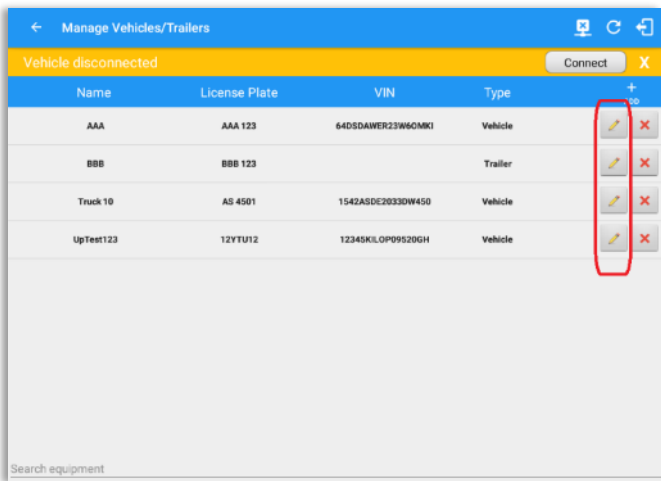 Manage Vehicles/Trailers
Vehicle disconnected Connect X
Name License Plate VIN Type +
AAA AAA 123 64DSDAWER23W6OMKI Vehicle
BBB BBB 123 Trailer
Truck 10 AS 4501 1542ASDE2033DW450 Vehicle
UpTest123 12YTU12 12345KILOP09520GH Vehicle
Search equipment